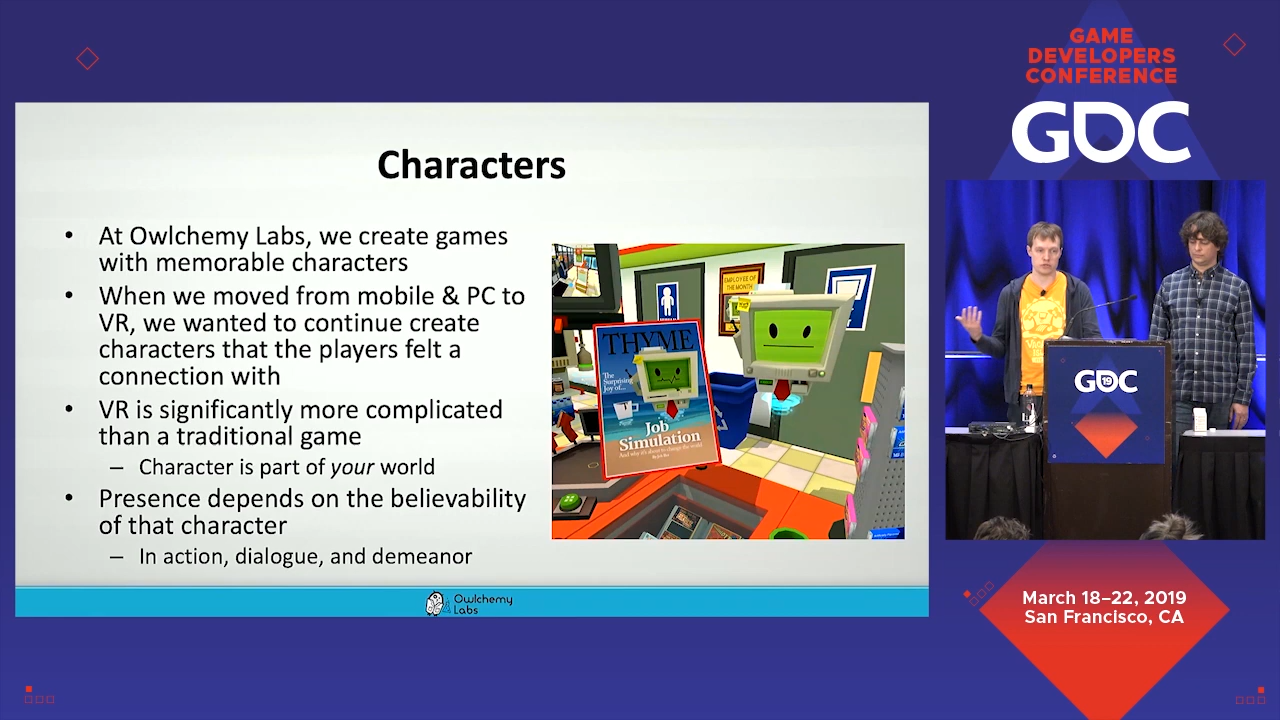 GAME
DEVELOPERS
CONFERENCE
GDC
Characters
• At Owlchemy Labs, we create games
with memorable characters
• When we moved from mobile & PC to
VR, we wanted to continue create
characters that the players felt a
connection with
• VR is significantly more complicated
than a traditional game
– Character is part of your world
• Presence depends on the believability
of that character
– In action, dialogue, and demeanor
EMPLOYEE OF
THE MONTH
THYME
The
Surprising
Joy of...
Job
Simulation
Owlchemy
Labs
GDC
19
March 18–22, 2019
San Francisco, CA